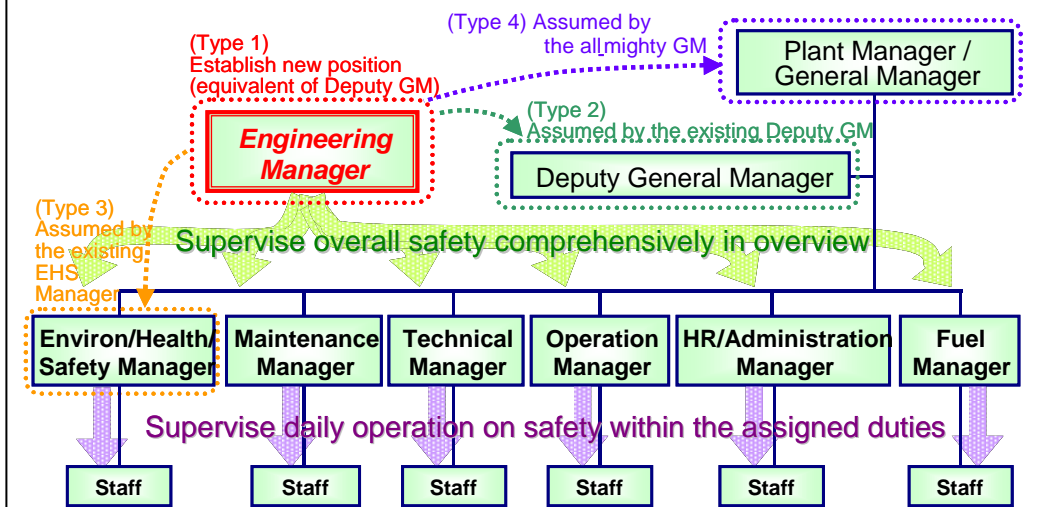 (Type 4) Assumed by
the all_mighty GM
Plant Manager /
General Manager
(Type 1)
Establish new position
(equivalent of Deputy GM)
Engineering
Manager
(Type 2)
Assumed by the existing Deputy GM
Deputy General Manager
(Type 3)
Assumed by
the existing
EHS
Manager
Supervise overall safety comprehensively in overview
Environ/Health/
Safety Manager
Maintenance
Manager
Technical
Manager
Operation
Manager
HR/Administration
Manager
Fuel
Manager
Supervise daily operation on safety within the assigned duties
Staff
Staff
Staff
Staff
Staff
Staff